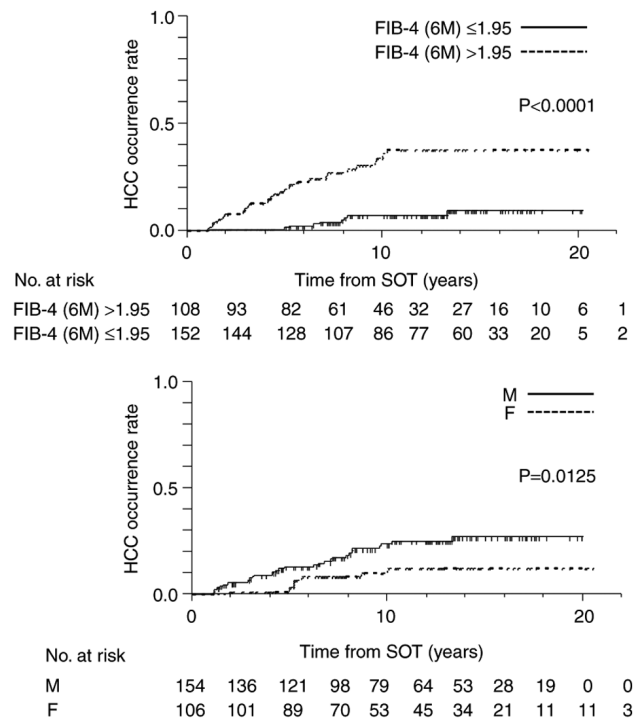 1.0
FIB-4 (6M) ≤1.95
FIB-4 (6M) >1.95
P<0.0001
0.5
HCC occurrence rate
0.0
0 10 20
No. at risk Time from SOT (years)
FIB-4 (6M) >1.95 108 93 82 61 46 32 27 16 10 6 1
FIB-4 (6M) ≤1.95 152 144 128 107 86 77 60 33 20 5 2
1.0
M
F
P=0.0125
0.5
HCC occurrence rate
0.0
0 10 20
No. at risk Time from SOT (years)
M 154 136 121 98 79 64 53 28 19 0 0
F 106 101 89 70 53 45 34 21 11 11 3